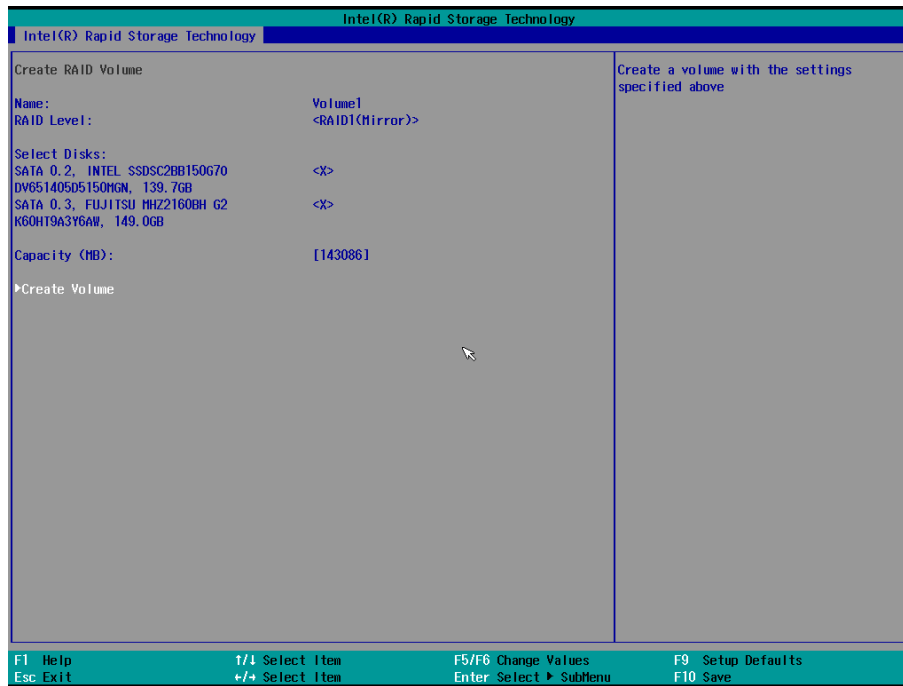 Intel(R) Rapid Storage Technology
Intel(R) Rapid Storage Technology
Create RAID Volume
Create a volume with the settings
specified above
Name: Volume1
RAID Level: <RAID1(Mirror)>
Select Disks:
SATA 0.2, INTEL SSDSC2BB150G70 <X>
DV651405D5150MGN, 139.7GB
SATA 0.3, FUJITSU MHZ2160BH G2 <X>
K60HT9A3Y6AW, 149.0GB
Capacity (MB): [143086]
▶Create Volume
F1 Help ↑/↓ Select Item F5/F6 Change Values F9 Setup Defaults
Esc Exit ←/→ Select Item Enter Select ▶ SubMenu F10 Save